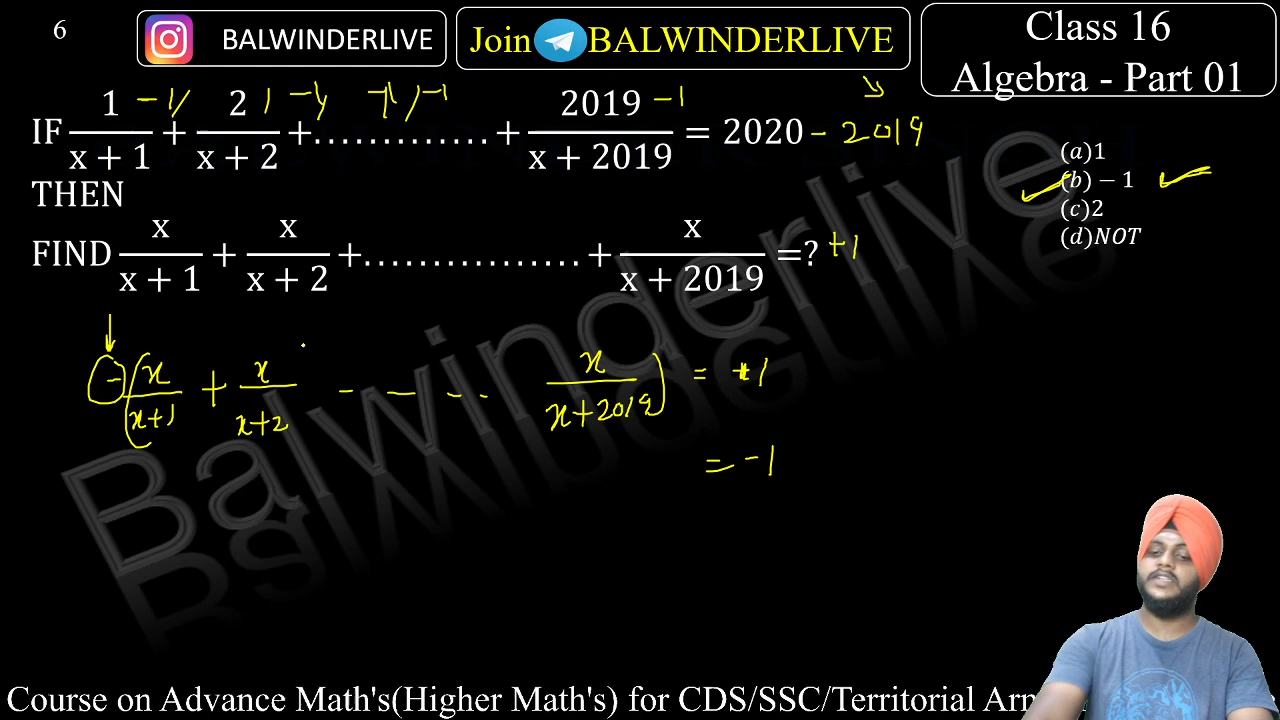 6
BALWINDERLIVE
Join BALWINDERLIVE
Class 16
Algebra - Part 01
IF 1/(x + 1) -1 + 2/(x + 2) -1 + .............. -1 -1 + 2019/(x + 2019) -1 = 2020 - 2019
THEN
FIND x/(x + 1) + x/(x + 2) + ................. + x/(x + 2019) =? +1
(a)1
(b) − 1
(c)2
(d)NOT
-(x/(x+1) + x/(x+2) - - - - x/(x+2019)) = 1
= -1
Balwinderlive
Course on Advance Math's(Higher Math's) for CDS/SSC/Territorial